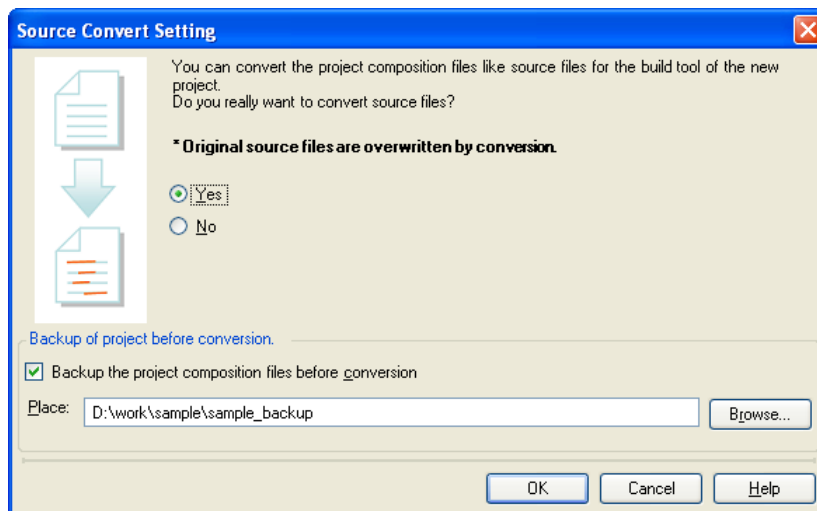 Source Convert Setting
You can convert the project composition files like source files for the build tool of the new
project.
Do you really want to convert source files?
* Original source files are overwritten by conversion.
Yes
No
Backup of project before conversion.
Backup the project composition files before conversion
Place: D:\work\sample\sample_backup Browse...
OK Cancel Help